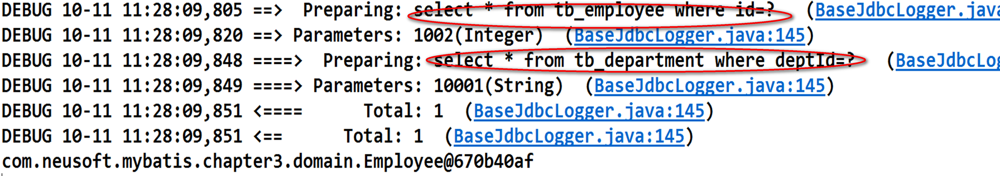 DEBUG 10-11 11:28:09,805 ==>  Preparing: select * from tb_employee where id=?   (BaseJdbcLogger.java
DEBUG 10-11 11:28:09,820 ==> Parameters: 1002(Integer)  (BaseJdbcLogger.java:145)
DEBUG 10-11 11:28:09,848 ====>  Preparing: select * from tb_department where deptId=?   (BaseJdbcLog
DEBUG 10-11 11:28:09,849 ====> Parameters: 10001(String)  (BaseJdbcLogger.java:145)
DEBUG 10-11 11:28:09,851 <====      Total: 1  (BaseJdbcLogger.java:145)
DEBUG 10-11 11:28:09,851 <==      Total: 1  (BaseJdbcLogger.java:145)
com.neusoft.mybatis.chapter3.domain.Employee@670b40af